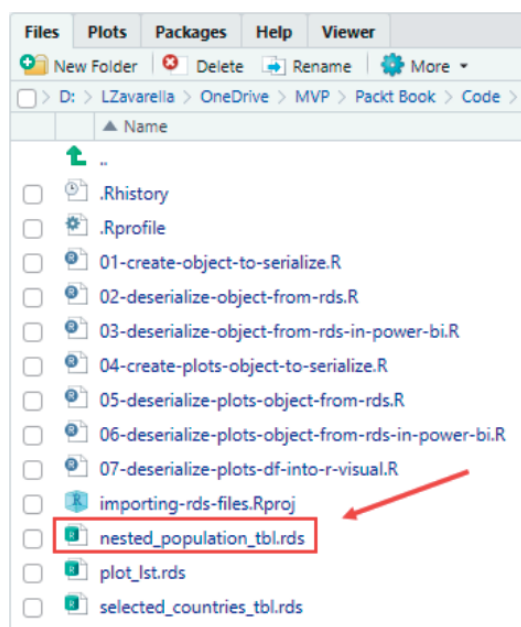 Files Plots Packages Help Viewer
New Folder Delete Rename More
D: > LZavarella > OneDrive > MVP > Packt Book > Code >
Name
..
.Rhistory
.Rprofile
01-create-object-to-serialize.R
02-deserialize-object-from-rds.R
03-deserialize-object-from-rds-in-power-bi.R
04-create-plots-object-to-serialize.R
05-deserialize-plots-object-from-rds.R
06-deserialize-plots-object-from-rds-in-power-bi.R
07-deserialize-plots-df-into-r-visual.R
importing-rds-files.Rproj
nested_population_tbl.rds
plot_lst.rds
selected_countries_tbl.rds